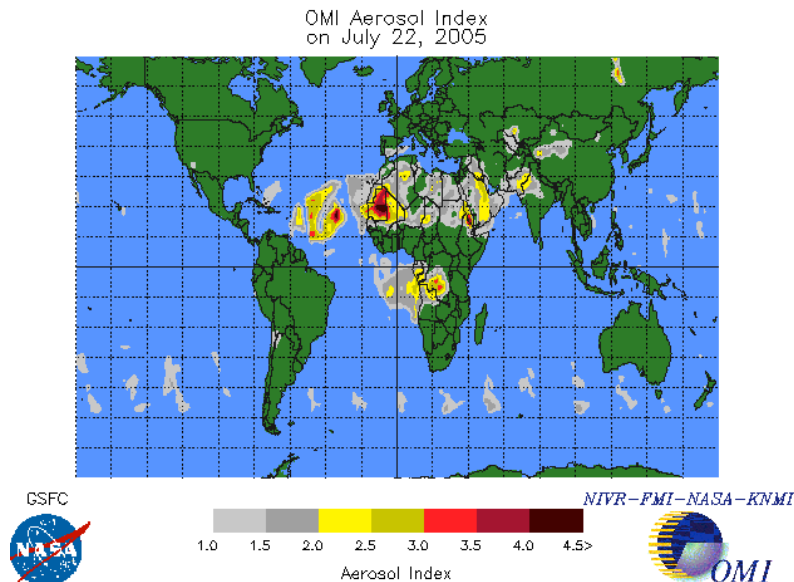 OMI Aerosol Index
on July 22, 2005
GSFC
NIVR-FMI-NASA-KNMI
NASA
1.0 1.5 2.0 2.5 3.0 3.5 4.0 4.5>
Aerosol Index
OMI